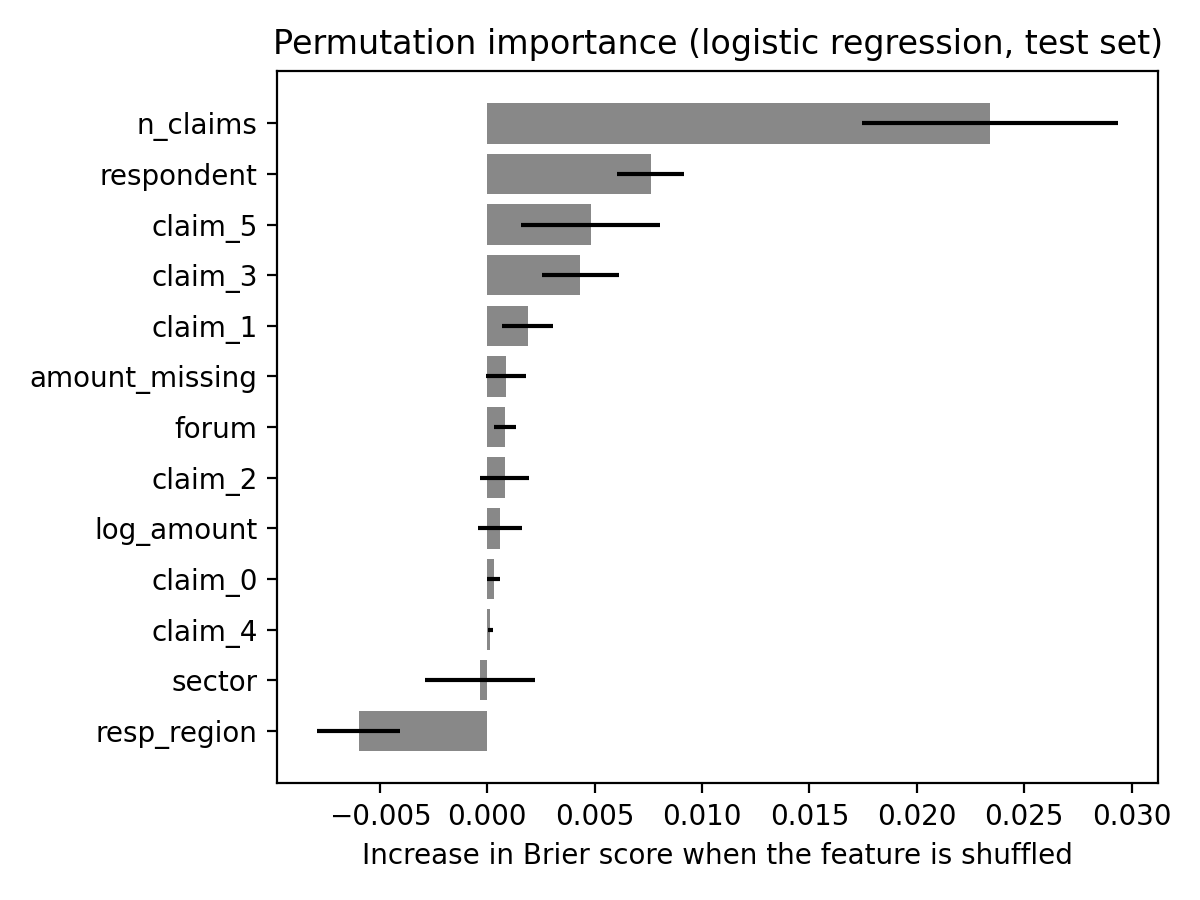 Permutation importance (logistic regression, test set)
n_claims
respondent
claim_5
claim_3
claim_1
amount_missing
forum
claim_2
log_amount
claim_0
claim_4
sector
resp_region
−0.005 0.000 0.005 0.010 0.015 0.020 0.025 0.030
Increase in Brier score when the feature is shuffled